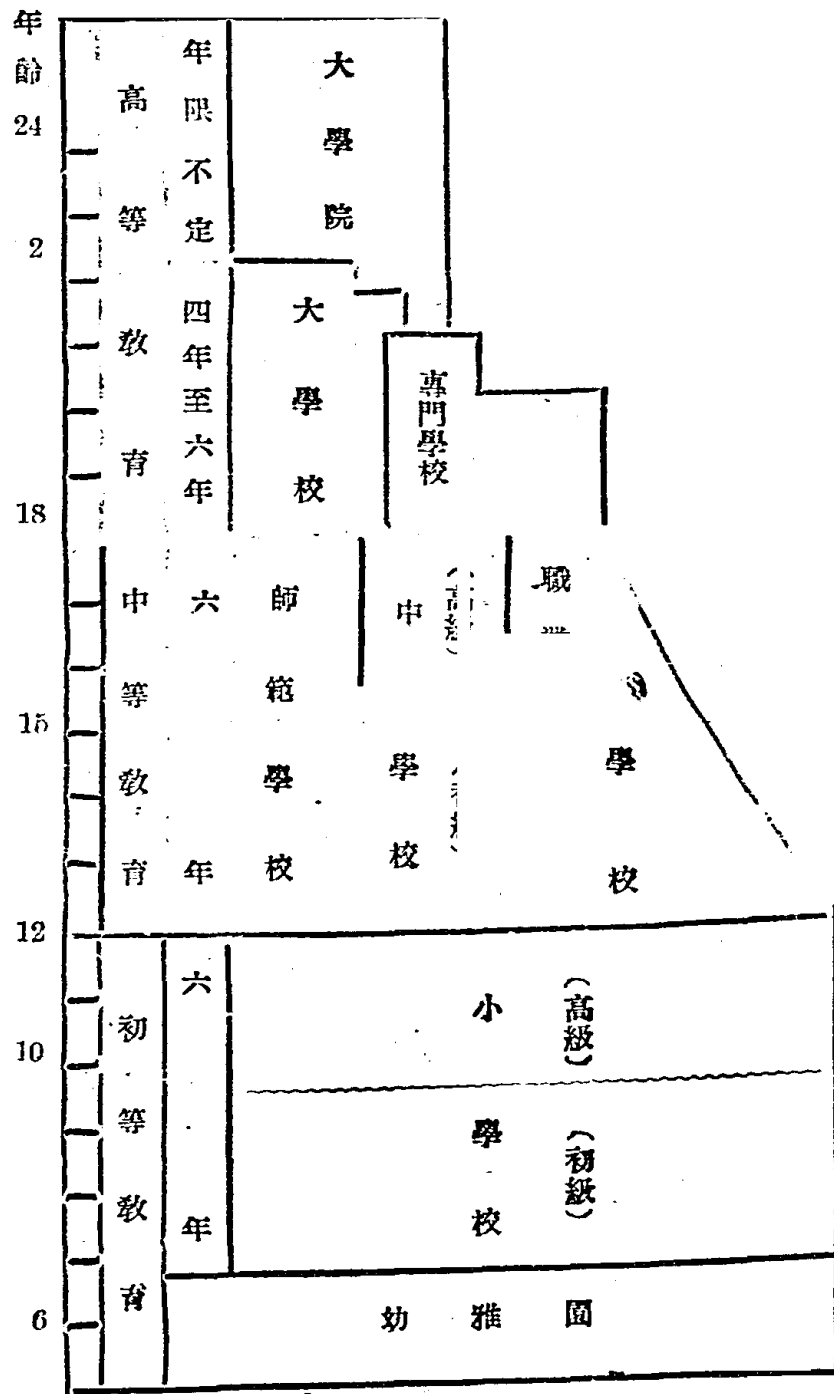 年齡
24
2
18
15
12
10
6
高等教育
中等教育
初等教育
年限不定
四年至六年
六年
六年
大學院
大學校
專門學校
師範學校
中學校
(高級)
職
學校
小學校
(高級)
(初級)
幼雅園